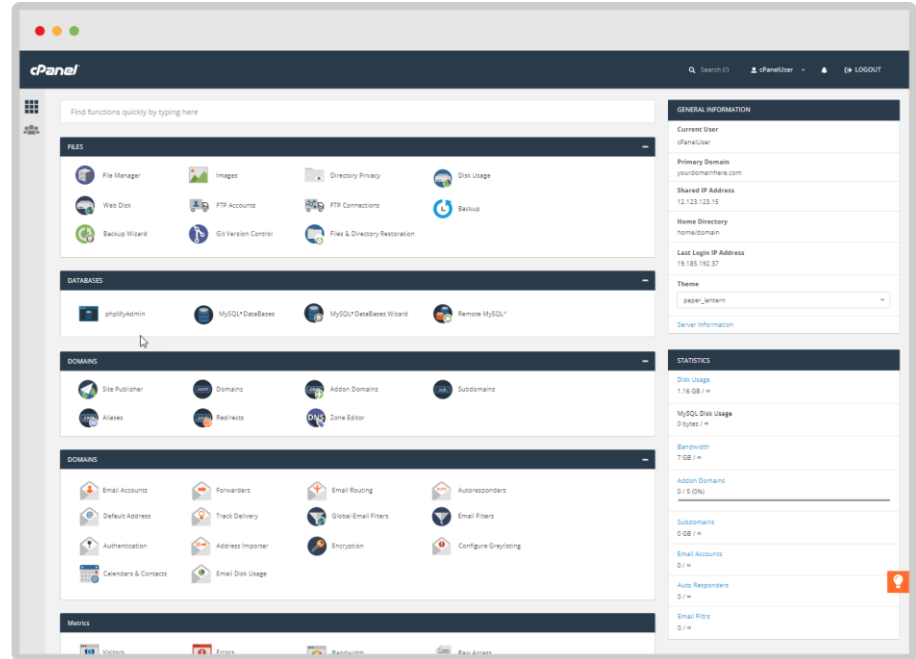 cPanel
Search (/) cPanelUser LOGOUT
Find functions quickly by typing here
FILES
File Manager Images Directory Privacy Disk Usage
Web Disk FTP Accounts FTP Connections Backup
Backup Wizard Git Version Control Files & Directory Restoration
DATABASES
phpMyAdmin MySQL®DataBases MySQL®DataBases Wizard Remote MySQL®
DOMAINS
Site Publisher Domains Addon Domains Subdomains
Aliases Redirects Zone Editor
DOMAINS
Email Accounts Forwarders Email Routing Autoresponders
Default Address Track Delivery Global Email Filters Email Filters
Authentication Address Importer Encryption Configure Greylisting
Calendars & Contacts Email Disk Usage
Metrics
Visitors Errors Bandwidth Raw Access
GENERAL INFORMATION
Current User
cPanelUser
Primary Domain
yourdomainhere.com
Shared IP Address
12.123.123.15
Home Directory
home/domain
Last Login IP Address
19.185.192.37
Theme
paper_lantern
Server Information
STATISTICS
Disk Usage
1.16 GB / ∞
MySQL Disk Usage
0 bytes / ∞
Bandwidth
7 GB / ∞
Addon Domains
0 / 5 (0%)
Subdomains
0 GB / ∞
Email Accounts
0 / ∞
Auto Responders
0 / ∞
Email Fltrs
0 / ∞